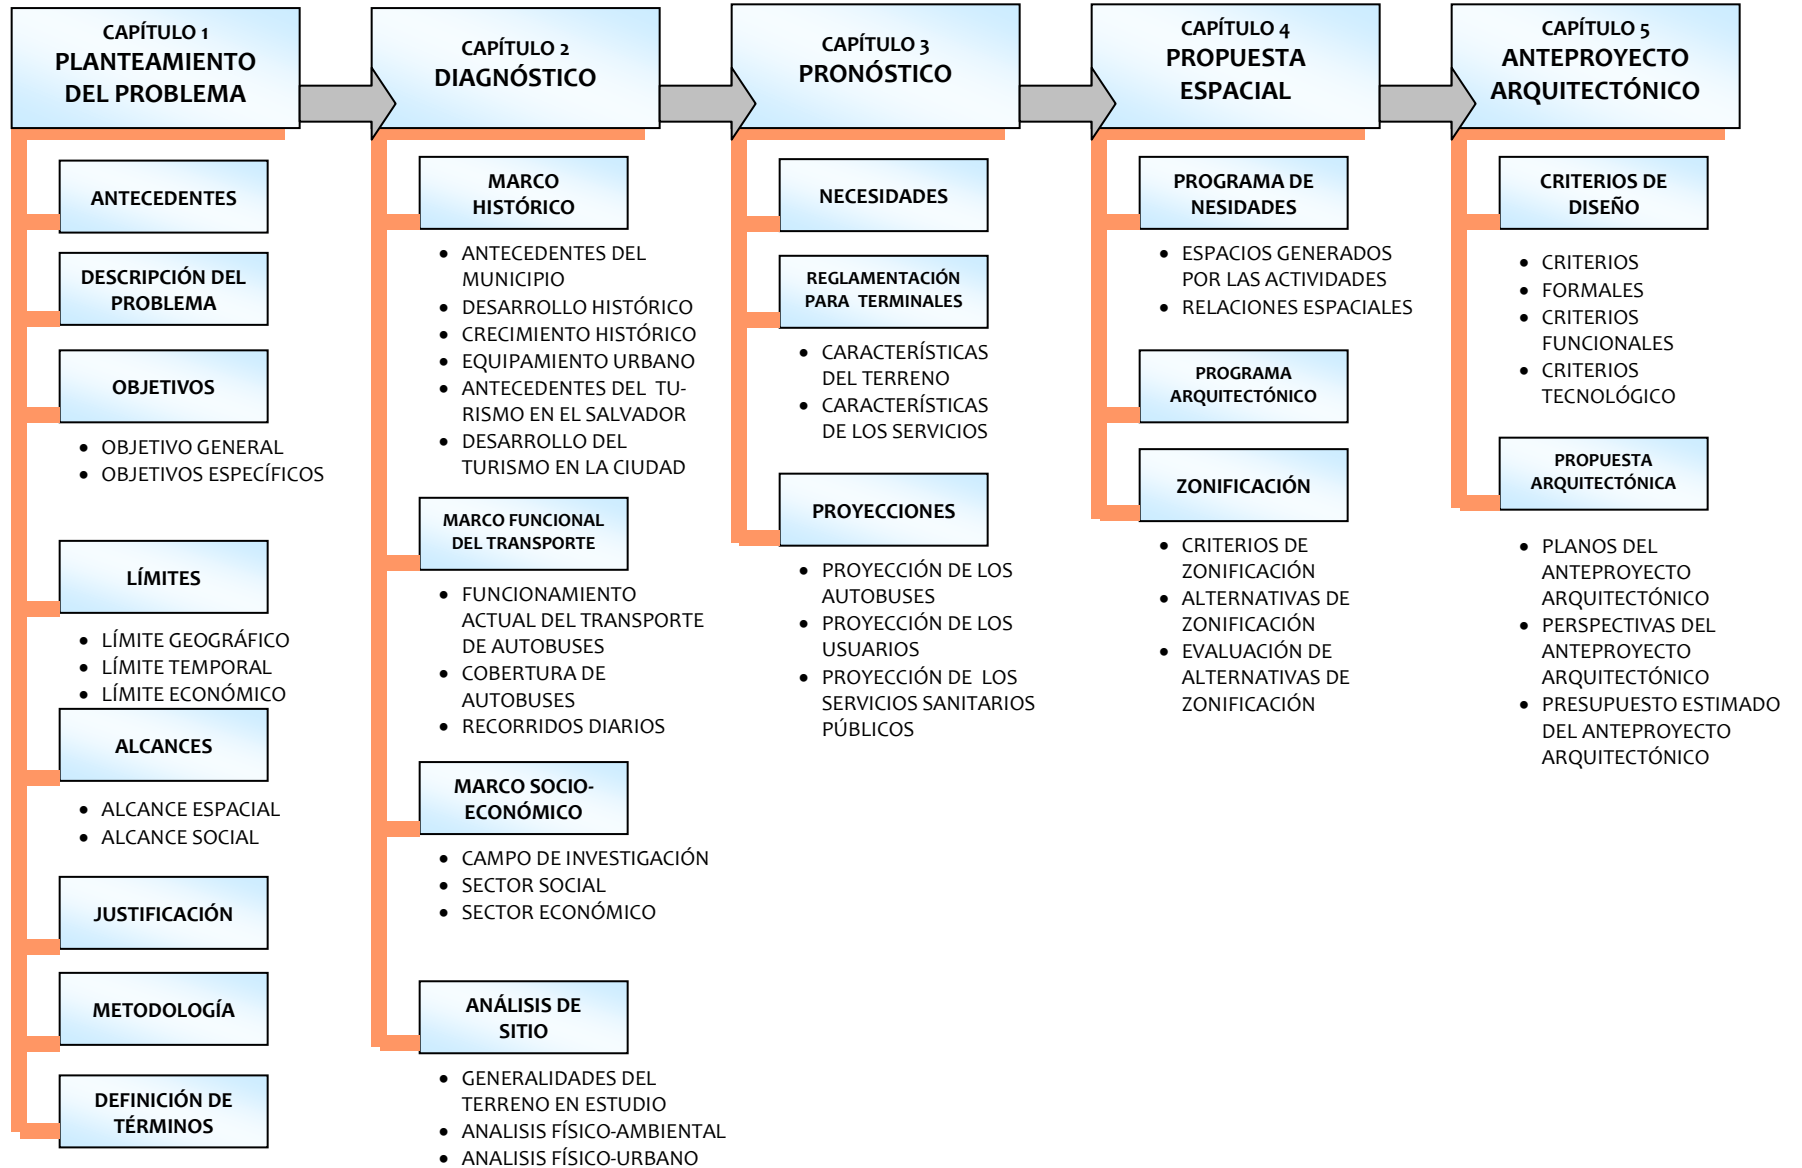 CAPÍTULO 1
PLANTEAMIENTO
DEL PROBLEMA
ANTECEDENTES
DESCRIPCIÓN DEL
PROBLEMA
OBJETIVOS
• OBJETIVO GENERAL
• OBJETIVOS ESPECÍFICOS
LÍMITES
• LÍMITE GEOGRÁFICO
• LÍMITE TEMPORAL
• LÍMITE ECONÓMICO
ALCANCES
• ALCANCE ESPACIAL
• ALCANCE SOCIAL
JUSTIFICACIÓN
METODOLOGÍA
DEFINICIÓN DE
TÉRMINOS
CAPÍTULO 2
DIAGNÓSTICO
MARCO
HISTÓRICO
• ANTECEDENTES DEL
MUNICIPIO
• DESARROLLO HISTÓRICO
• CRECIMIENTO HISTÓRICO
• EQUIPAMIENTO URBANO
• ANTECEDENTES DEL TU-
RISMO EN EL SALVADOR
• DESARROLLO DEL
TURISMO EN LA CIUDAD
MARCO FUNCIONAL
DEL TRANSPORTE
• FUNCIONAMIENTO
ACTUAL DEL TRANSPORTE
DE AUTOBUSES
• COBERTURA DE
AUTOBUSES
• RECORRIDOS DIARIOS
MARCO SOCIO-
ECONÓMICO
• CAMPO DE INVESTIGACIÓN
• SECTOR SOCIAL
• SECTOR ECONÓMICO
ANÁLISIS DE
SITIO
• GENERALIDADES DEL
TERRENO EN ESTUDIO
• ANALISIS FÍSICO-AMBIENTAL
• ANALISIS FÍSICO-URBANO
CAPÍTULO 3
PRONÓSTICO
NECESIDADES
REGLAMENTACIÓN
PARA TERMINALES
• CARACTERÍSTICAS
DEL TERRENO
• CARACTERÍSTICAS
DE LOS SERVICIOS
PROYECCIONES
• PROYECCIÓN DE LOS
AUTOBUSES
• PROYECCIÓN DE LOS
USUARIOS
• PROYECCIÓN DE LOS
SERVICIOS SANITARIOS
PÚBLICOS
CAPÍTULO 4
PROPUESTA
ESPACIAL
PROGRAMA DE
NESIDADES
• ESPACIOS GENERADOS
POR LAS ACTIVIDADES
• RELACIONES ESPACIALES
PROGRAMA
ARQUITECTÓNICO
ZONIFICACIÓN
• CRITERIOS DE
ZONIFICACIÓN
• ALTERNATIVAS DE
ZONIFICACIÓN
• EVALUACIÓN DE
ALTERNATIVAS DE
ZONIFICACIÓN
CAPÍTULO 5
ANTEPROYECTO
ARQUITECTÓNICO
CRITERIOS DE
DISEÑO
• CRITERIOS
• FORMALES
• CRITERIOS
FUNCIONALES
• CRITERIOS
TECNOLÓGICO
PROPUESTA
ARQUITECTÓNICA
• PLANOS DEL
ANTEPROYECTO
ARQUITECTÓNICO
• PERSPECTIVAS DEL
ANTEPROYECTO
ARQUITECTÓNICO
• PRESUPUESTO ESTIMADO
DEL ANTEPROYECTO
ARQUITECTÓNICO